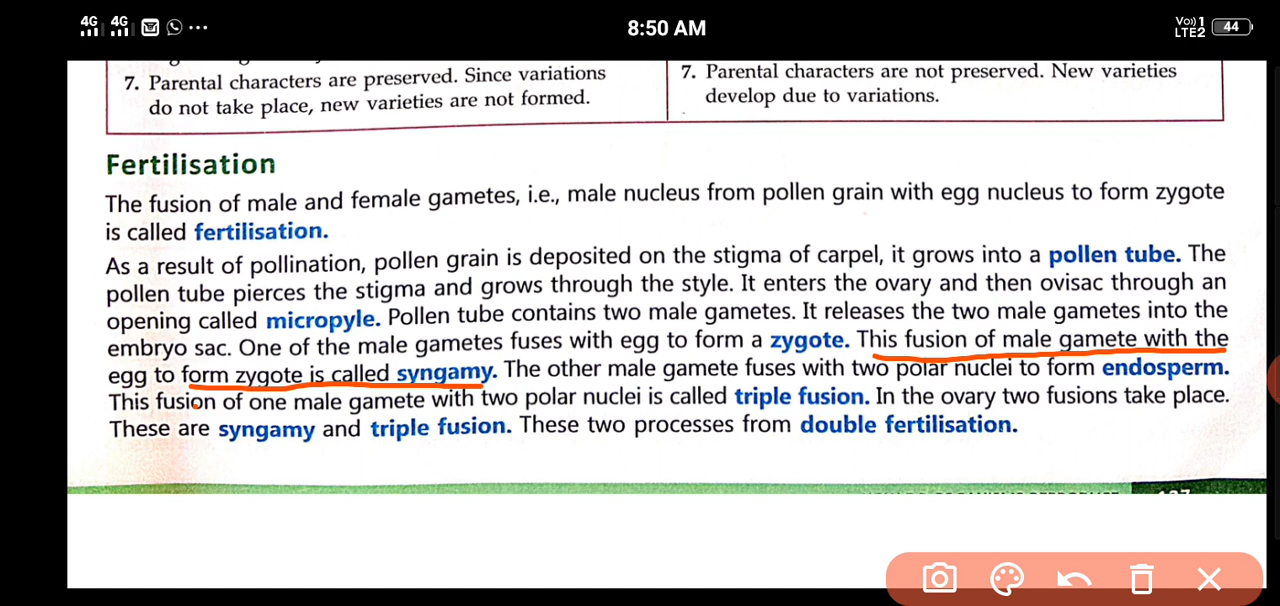 4G 4G ... 8:50 AM Vo)) 1 LTE2 44
7. Parental characters are preserved. Since variations
do not take place, new varieties are not formed.
7. Parental characters are not preserved. New varieties
develop due to variations.
Fertilisation
The fusion of male and female gametes, i.e., male nucleus from pollen grain with egg nucleus to form zygote
is called fertilisation.
As a result of pollination, pollen grain is deposited on the stigma of carpel, it grows into a pollen tube. The
pollen tube pierces the stigma and grows through the style. It enters the ovary and then ovisac through an
opening called micropyle. Pollen tube contains two male gametes. It releases the two male gametes into the
embryo sac. One of the male gametes fuses with egg to form a zygote. This fusion of male gamete with the
egg to form zygote is called syngamy. The other male gamete fuses with two polar nuclei to form endosperm.
This fusion of one male gamete with two polar nuclei is called triple fusion. In the ovary two fusions take place.
These are syngamy and triple fusion. These two processes from double fertilisation.